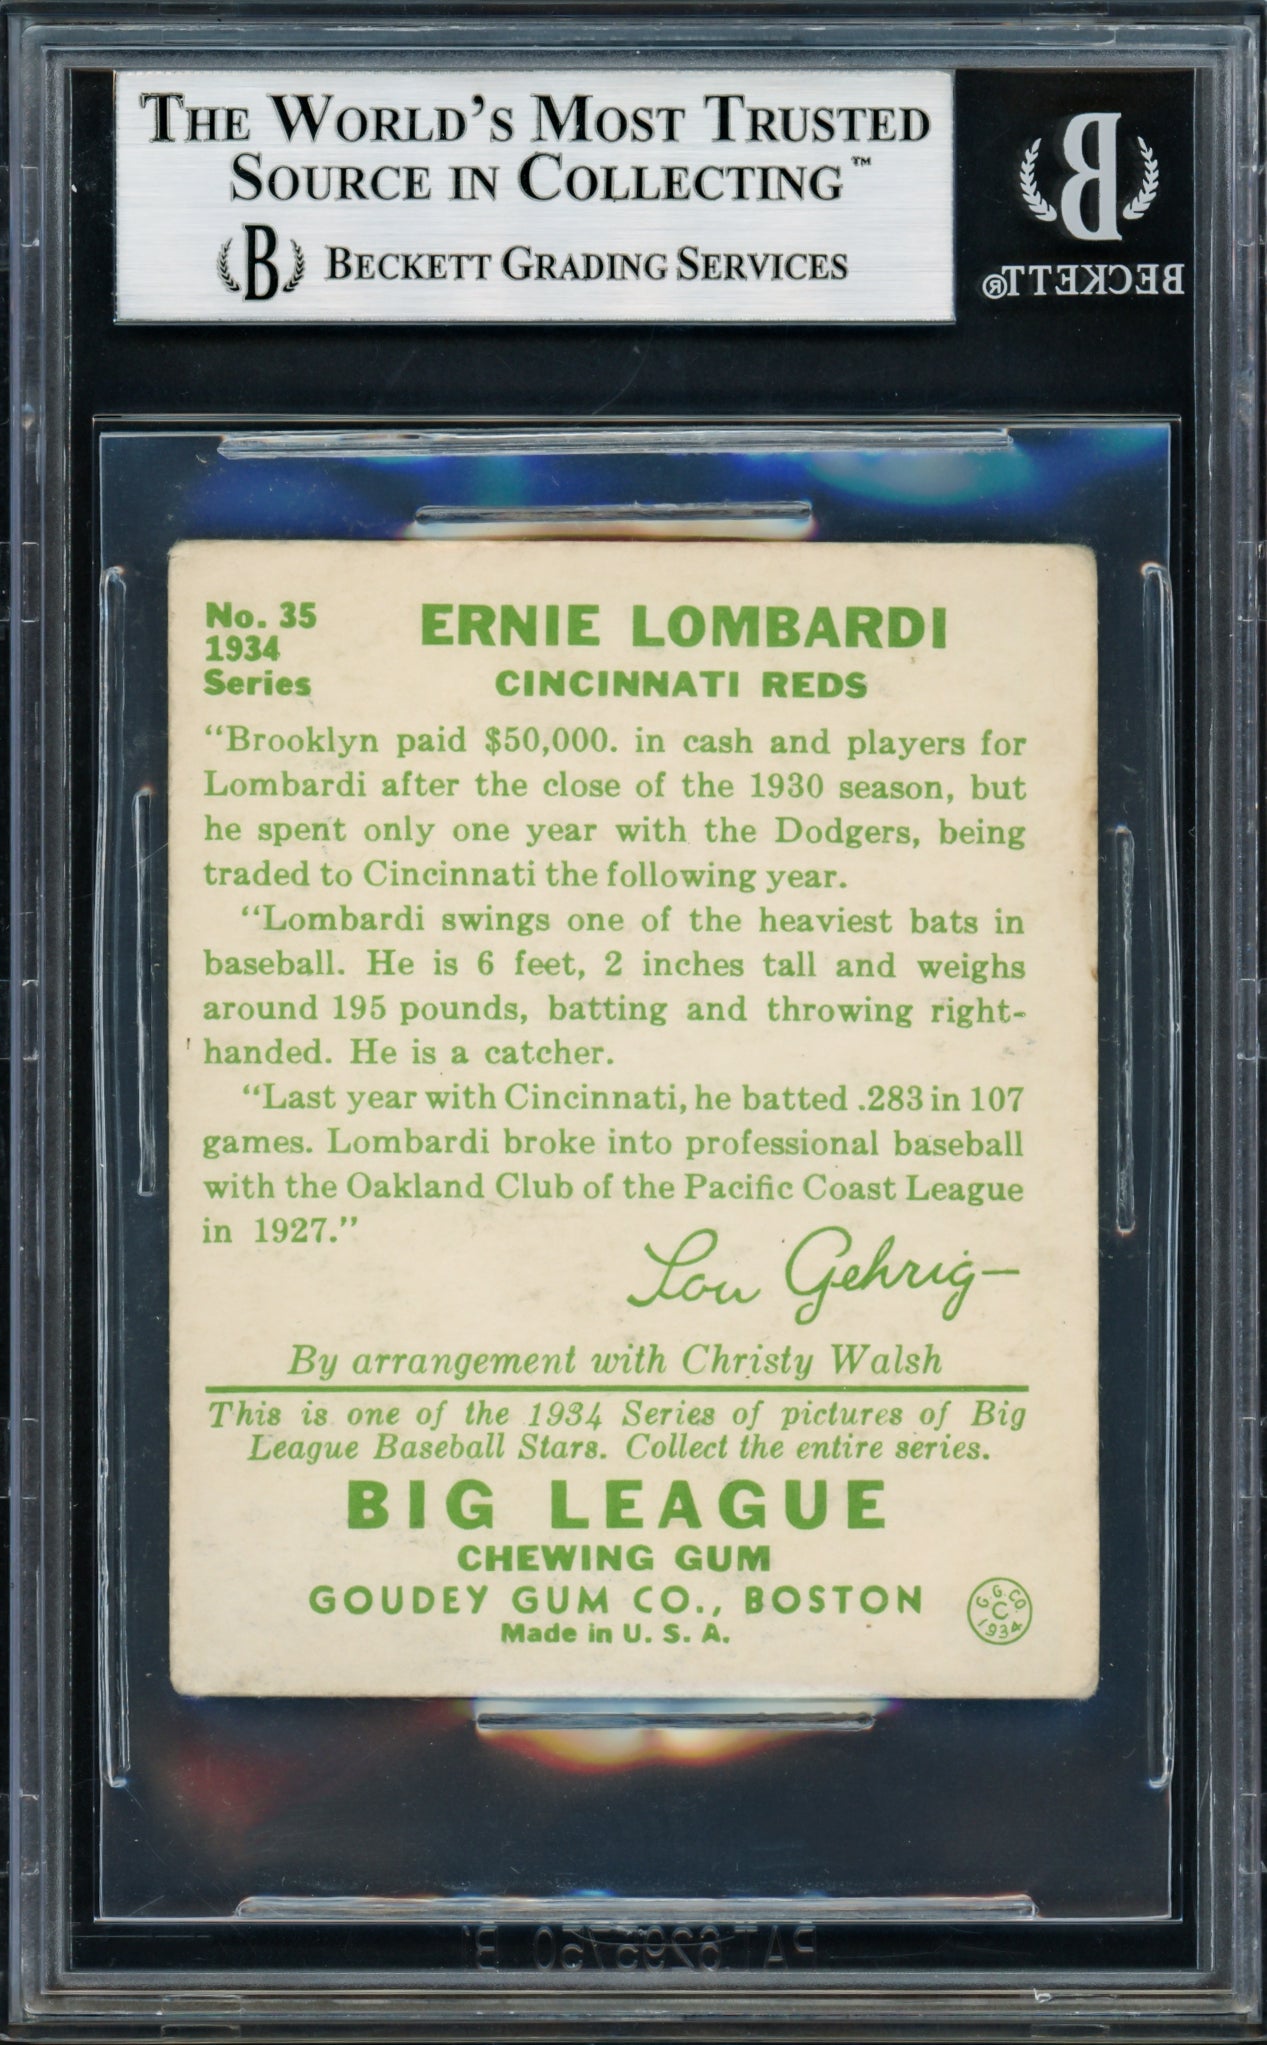 THE WORLD'S MOST TRUSTED
SOURCE IN COLLECTING™
B BECKETT GRADING SERVICES
B
BECKETT®
No. 35
1934
Series
ERNIE LOMBARDI
CINCINNATI REDS
“Brooklyn paid $50,000. in cash and players for
Lombardi after the close of the 1930 season, but
he spent only one year with the Dodgers, being
traded to Cincinnati the following year.
“Lombardi swings one of the heaviest bats in
baseball. He is 6 feet, 2 inches tall and weighs
around 195 pounds, batting and throwing right-
handed. He is a catcher.
“Last year with Cincinnati, he batted .283 in 107
games. Lombardi broke into professional baseball
with the Oakland Club of the Pacific Coast League
in 1927.”
Lou Gehrig—
By arrangement with Christy Walsh
This is one of the 1934 Series of pictures of Big
League Baseball Stars. Collect the entire series.
BIG LEAGUE
CHEWING GUM
GOUDEY GUM CO., BOSTON
Made in U. S. A.
G. G. CO.
C
1934